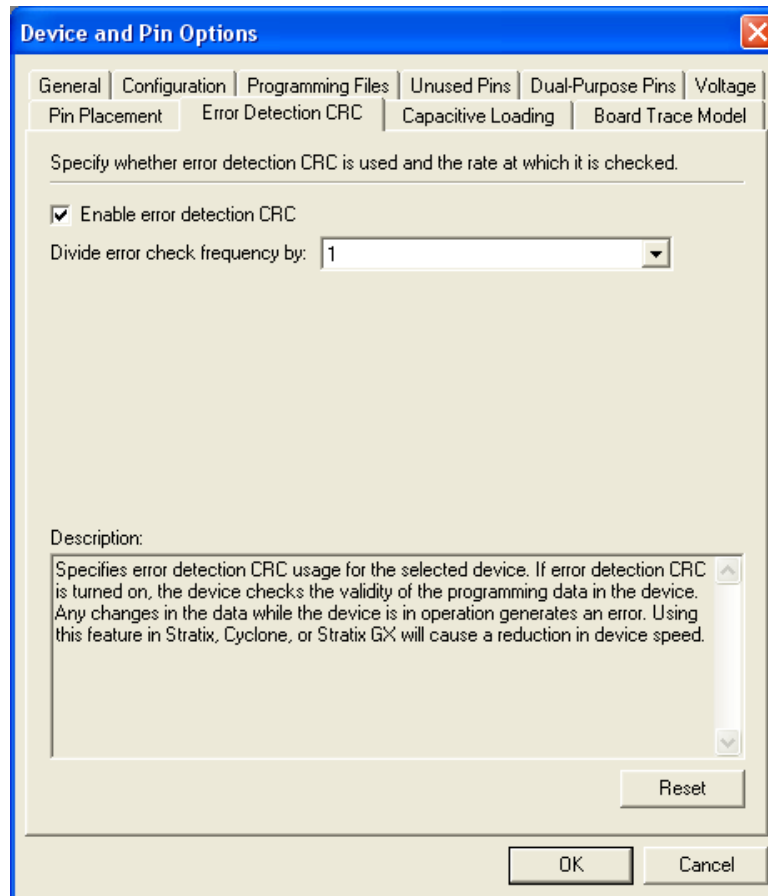 Device and Pin Options
General Configuration Programming Files Unused Pins Dual-Purpose Pins Voltage
Pin Placement Error Detection CRC Capacitive Loading Board Trace Model
Specify whether error detection CRC is used and the rate at which it is checked.
Enable error detection CRC
Divide error check frequency by: 1
Description:
Specifies error detection CRC usage for the selected device. If error detection CRC
is turned on, the device checks the validity of the programming data in the device.
Any changes in the data while the device is in operation generates an error. Using
this feature in Stratix, Cyclone, or Stratix GX will cause a reduction in device speed.
Reset
OK Cancel